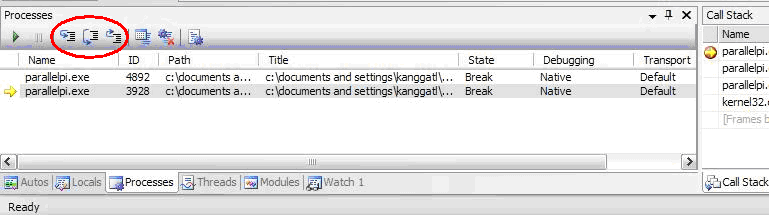 Processes
Name ID Path Title State Debugging Transport
parallelpi.exe 4892 c:\documents a... c:\documents and settings\kanggatl\... Break Native Default
parallelpi.exe 3928 c:\documents a... c:\documents and settings\kanggatl\... Break Native Default
Autos Locals Processes Threads Modules Watch 1
Ready
Call Stack
Name
parallelpi.
parallelpi.
parallelpi.
kernel32.
[Frames b
Call Stack